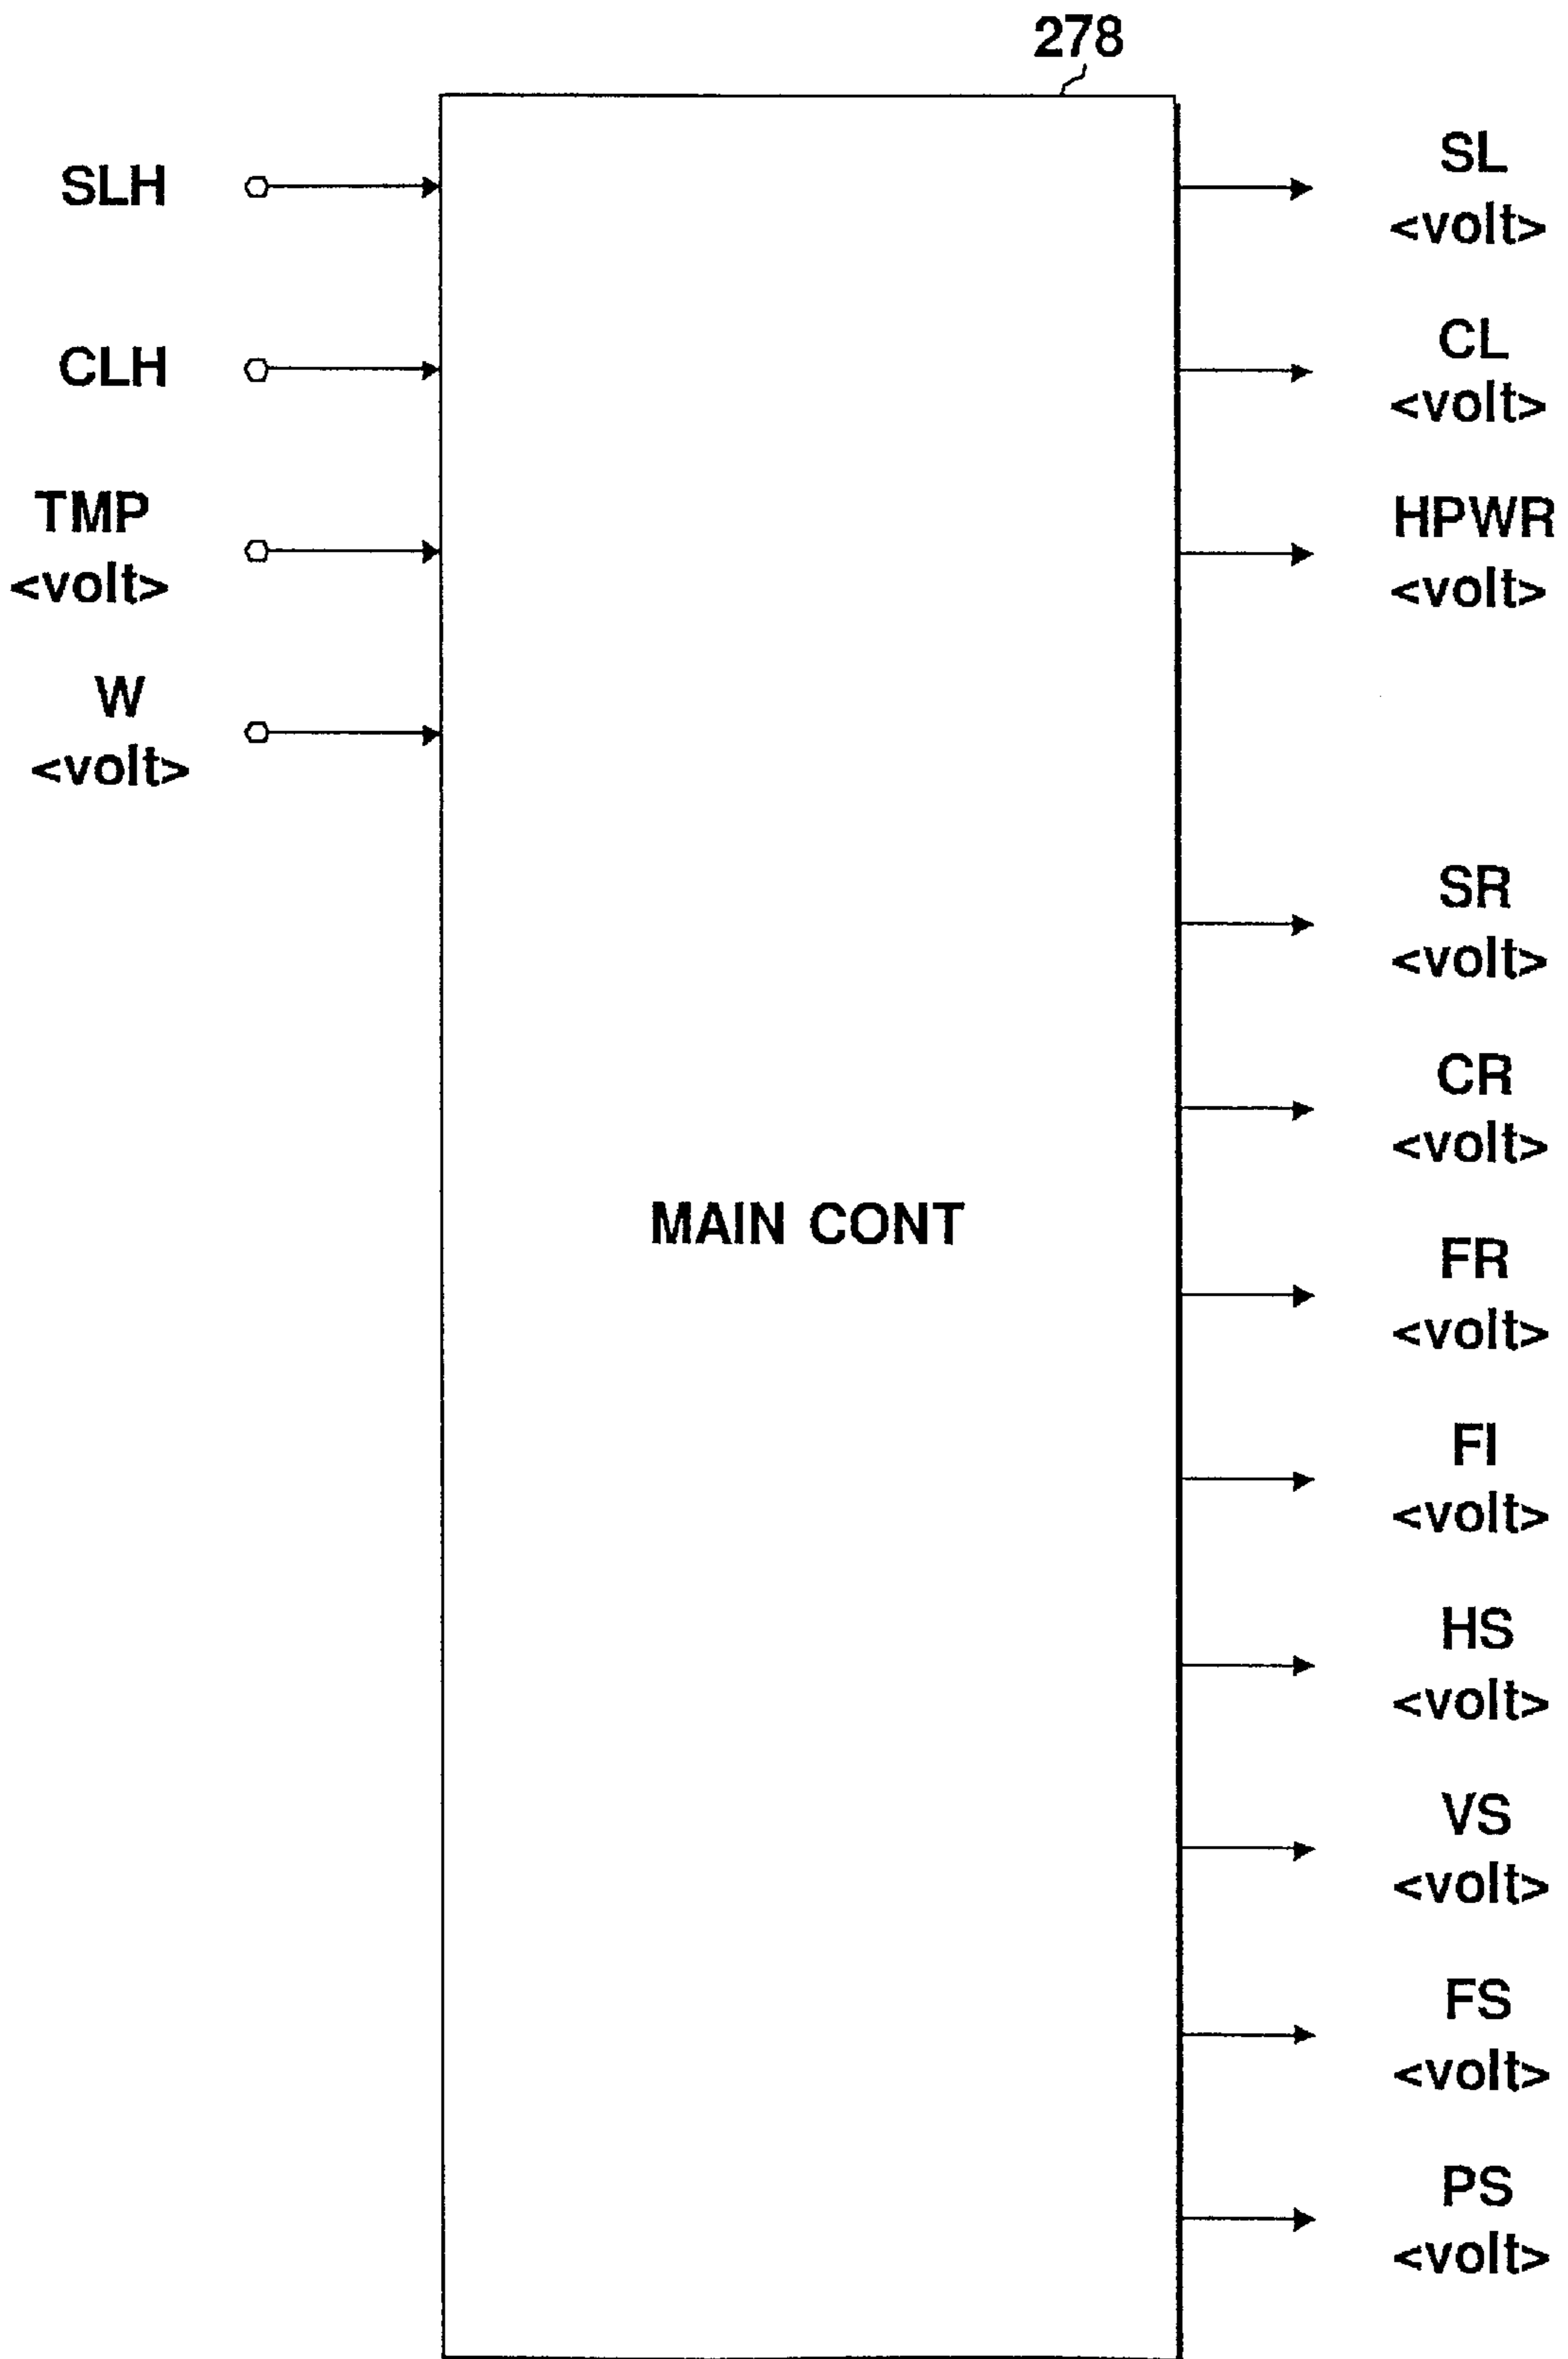 278
SLH
CLH
TMP
<volt>
W
<volt>
MAIN CONT
SL
<volt>
CL
<volt>
HPWR
<volt>
SR
<volt>
CR
<volt>
FR
<volt>
FI
<volt>
HS
<volt>
VS
<volt>
FS
<volt>
PS
<volt>